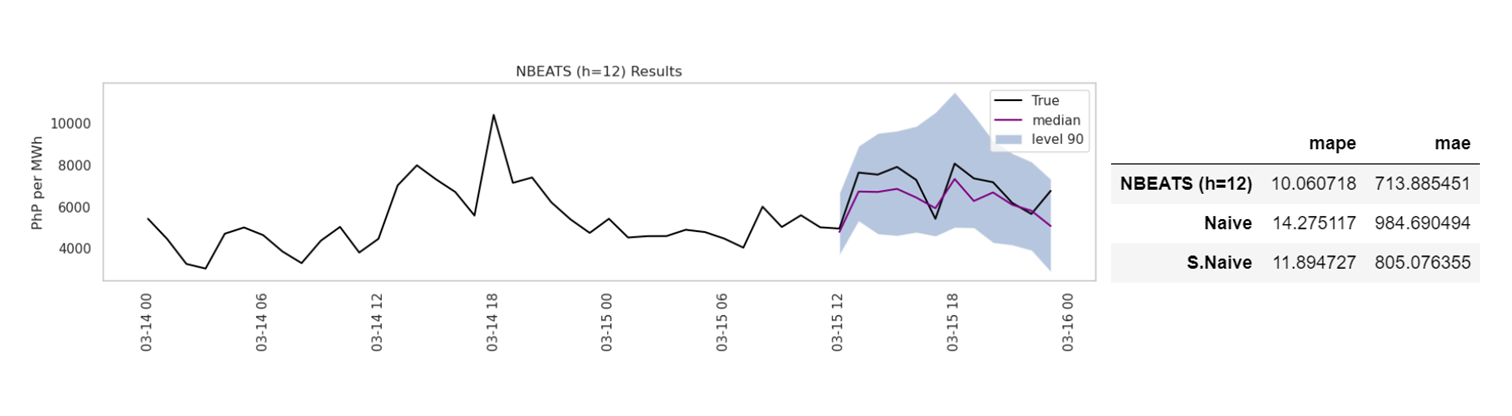 NBEATS (h=12) Results
PhP per MWh
10000
8000
6000
4000
True
median
level 90
03-14 00
03-14 06
03-14 12
03-14 18
03-15 00
03-15 06
03-15 12
03-15 18
03-16 00
mape mae
NBEATS (h=12) 10.060718 713.885451
Naive 14.275117 984.690494
S.Naive 11.894727 805.076355